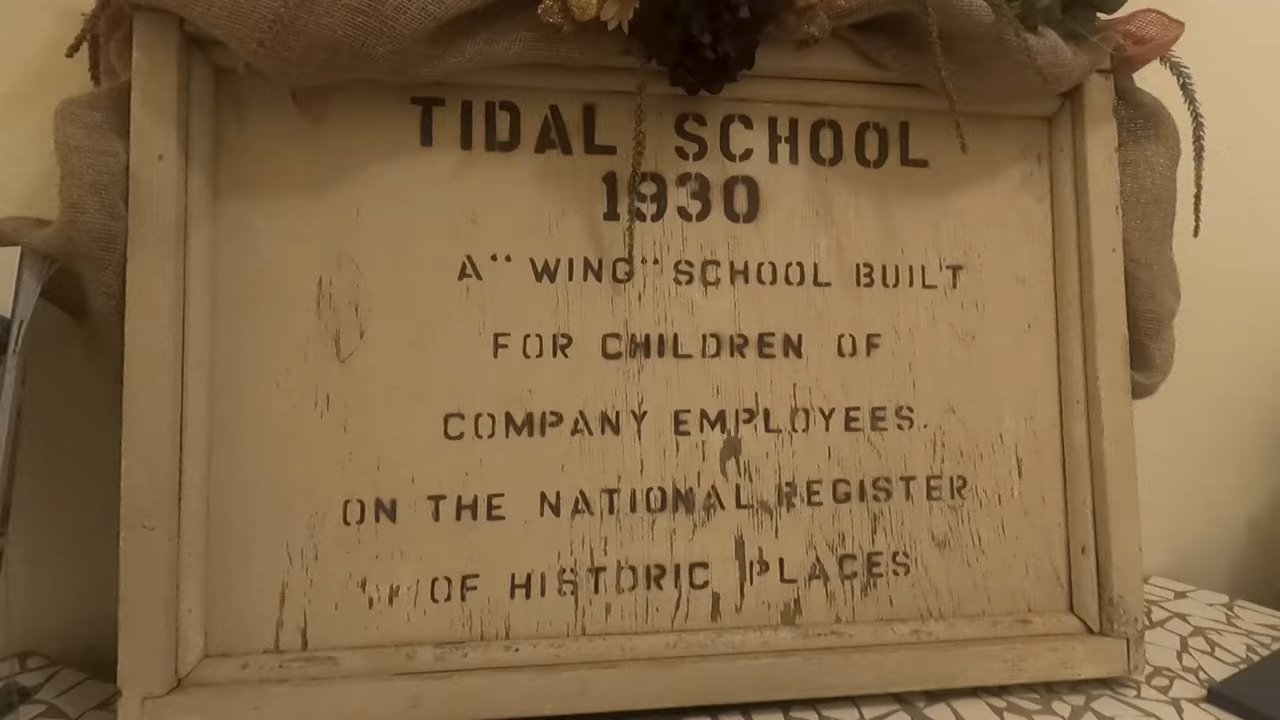 TIDAL SCHOOL
1930
A "WING" SCHOOL BUILT
FOR CHILDREN OF
COMPANY EMPLOYEES.
ON THE NATIONAL REGISTER
OF HISTORIC PLACES